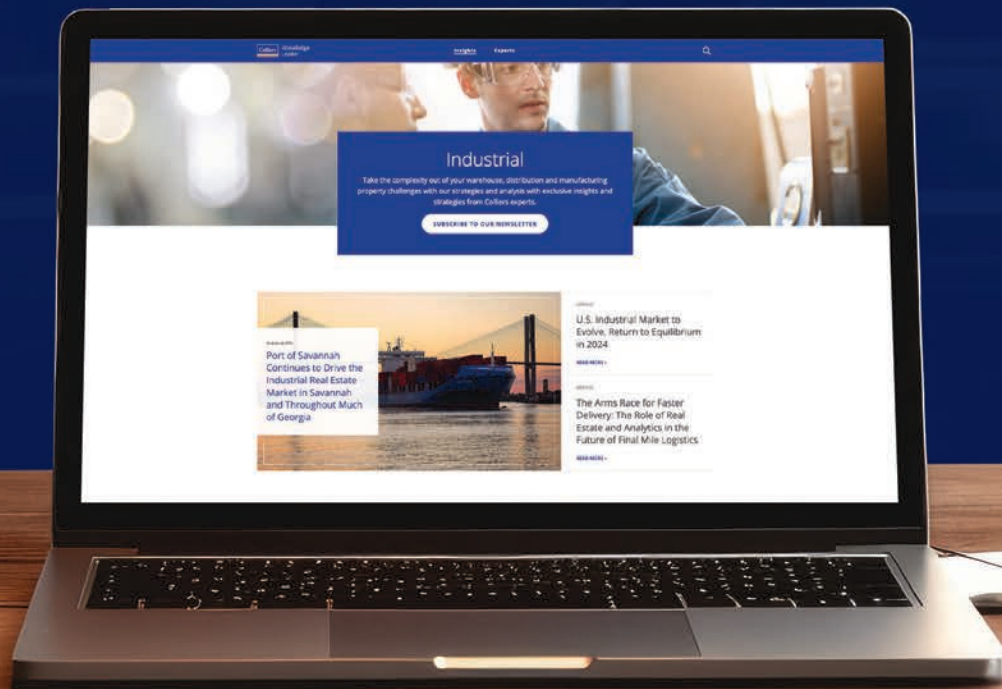 Colliers
Knowledge
Leader
Insights Experts
Industrial
Take the complexity out of your warehouse, distribution and manufacturing
property challenges with our strategies and analysis with exclusive insights and
strategies from Colliers experts.
SUBSCRIBE TO OUR NEWSLETTER
Port of Savannah
Continues to Drive the
Industrial Real Estate
Market in Savannah
and Throughout Much
of Georgia
U.S. Industrial Market to
Evolve, Return to Equilibrium
in 2024
READ MORE >
The Arms Race for Faster
Delivery: The Role of Real
Estate and Analytics in the
Future of Final Mile Logistics
READ MORE >